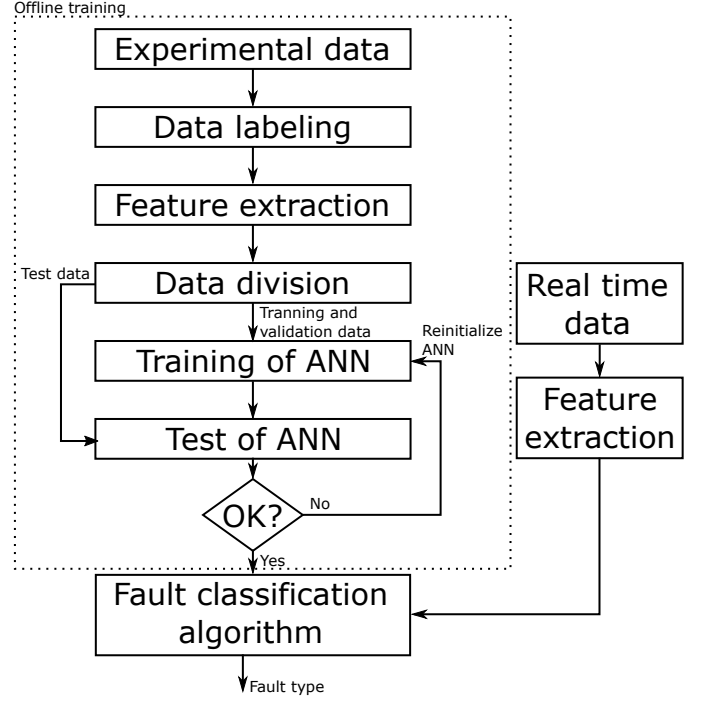 Offline training
Experimental data
Data labeling
Feature extraction
Test data
Data division
Tranning and
validation data
Reinitialize
ANN
Training of ANN
Test of ANN
OK?
No
Yes
Real time
data
Feature
extraction
Fault classification
algorithm
Fault type